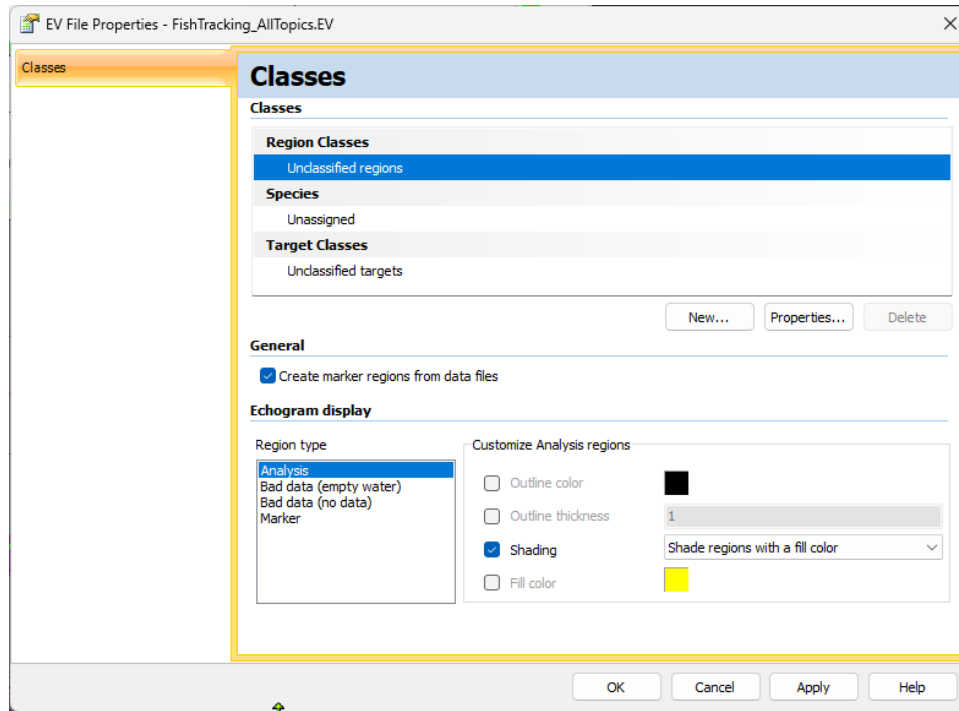 EV File Properties - FishTracking_AllTopics.EV
Classes
Classes
Classes
Region Classes
Unclassified regions
Species
Unassigned
Target Classes
Unclassified targets
New... Properties... Delete
General
Create marker regions from data files
Echogram display
Region type
Analysis
Bad data (empty water)
Bad data (no data)
Marker
Customize Analysis regions
Outline color
Outline thickness 1
Shading Shade regions with a fill color
Fill color
OK Cancel Apply Help